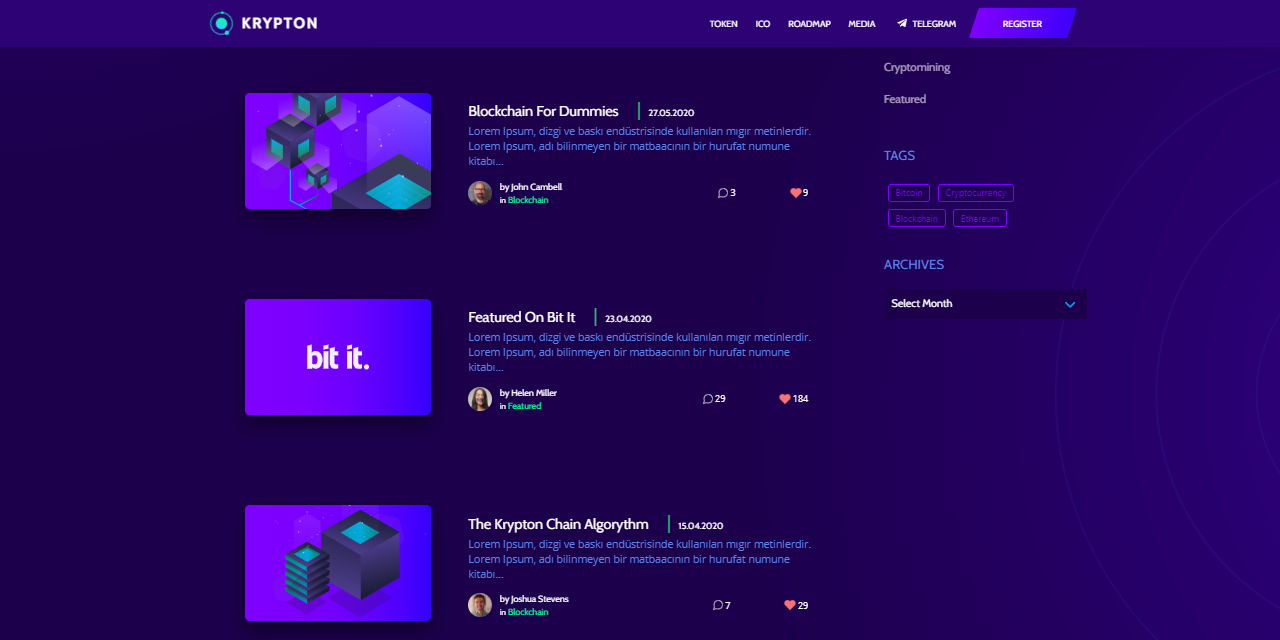 KRYPTON
TOKEN ICO ROADMAP MEDIA TELEGRAM REGISTER
Blockchain For Dummies 27.05.2020
Lorem Ipsum, dizgi ve baskı endüstrisinde kullanılan mıgır metinlerdir.
Lorem Ipsum, adı bilinmeyen bir matbaacının bir hurufat numune
kitabı...
by John Cambell
in Blockchain
3 9
bit it.
Featured On Bit It 23.04.2020
Lorem Ipsum, dizgi ve baskı endüstrisinde kullanılan mıgır metinlerdir.
Lorem Ipsum, adı bilinmeyen bir matbaacının bir hurufat numune
kitabı...
by Helen Miller
in Featured
29 184
The Krypton Chain Algorythm 15.04.2020
Lorem Ipsum, dizgi ve baskı endüstrisinde kullanılan mıgır metinlerdir.
Lorem Ipsum, adı bilinmeyen bir matbaacının bir hurufat numune
kitabı...
by Joshua Stevens
in Blockchain
7 29
Cryptomining
Featured
TAGS
Bitcoin Cryptocurrency
Blockchain Ethereum
ARCHIVES
Select Month